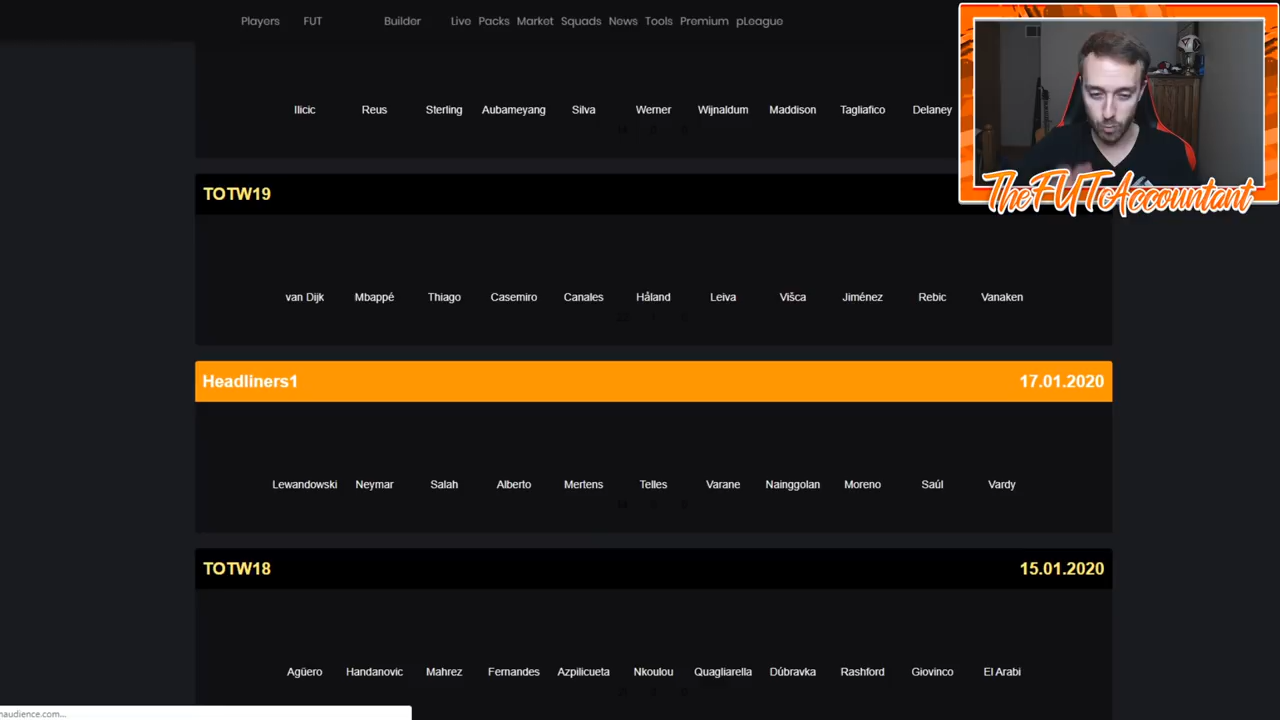 Players FUT Builder Live Packs Market Squads News Tools Premium pLeague
Ilicic Reus Sterling Aubameyang Silva Werner Wijnaldum Maddison Tagliafico Delaney
TheFUTAccountant
TOTW19
van Dijk Mbappé Thiago Casemiro Canales Håland Leiva Višca Jiménez Rebic Vanaken
Headliners1 17.01.2020
Lewandowski Neymar Salah Alberto Mertens Telles Varane Nainggolan Moreno Saúl Vardy
TOTW18 15.01.2020
Agüero Handanovic Mahrez Fernandes Azpilicueta Nkoulou Quagliarella Dúbravka Rashford Giovinco El Arabi
naudience.com...